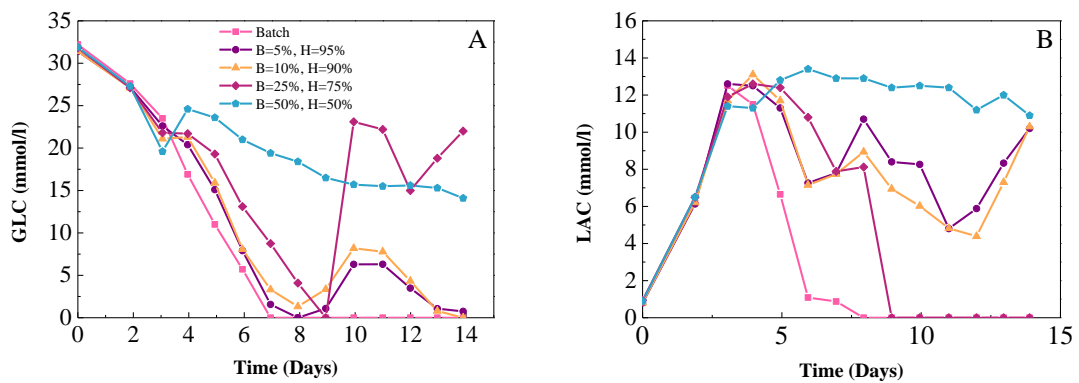 A
GLC (mmol/l)
35
30
25
20
15
10
5
0
0 2 4 6 8 10 12 14
Time (Days)
Batch
B=5%, H=95%
B=10%, H=90%
B=25%, H=75%
B=50%, H=50%
B
LAC (mmol/l)
16
14
12
10
8
6
4
2
0
0 5 10 15
Time (Days)